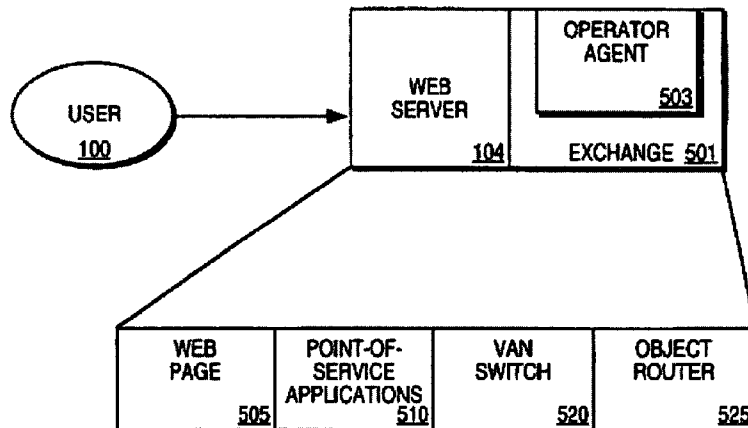 USER
100
WEB
SERVER
104
OPERATOR
AGENT
503
EXCHANGE 501
WEB
PAGE
505
POINT-OF-
SERVICE
APPLICATIONS
510
VAN
SWITCH
520
OBJECT
ROUTER
525